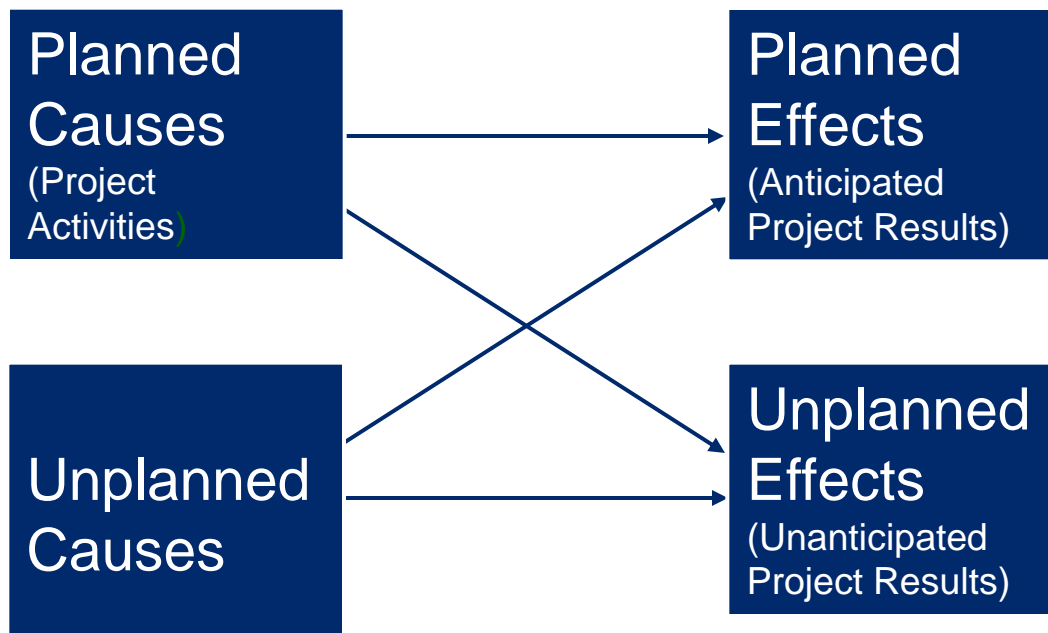 Planned
Causes
(Project
Activities)
Planned
Effects
(Anticipated
Project Results)
Unplanned
Causes
Unplanned
Effects
(Unanticipated
Project Results)